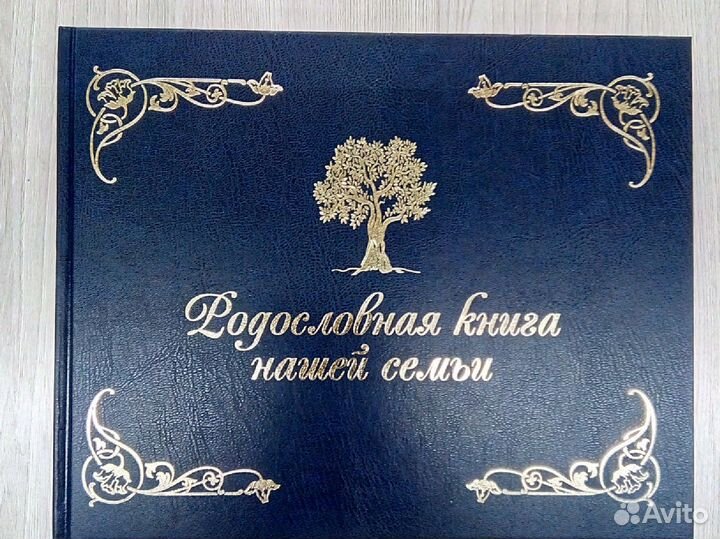 Родословная книга
нашей семьи
Avito